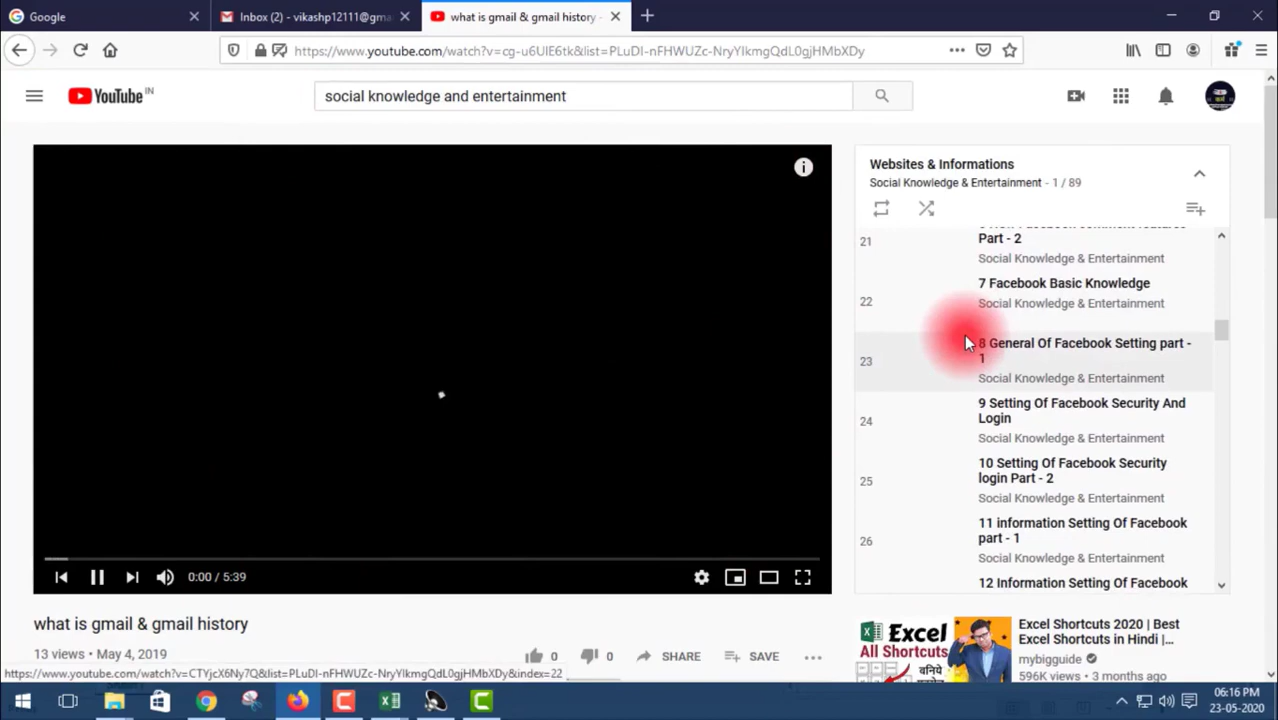 Google
Inbox (2) - vikashp12111@gma
what is gmail & gmail history -
https://www.youtube.com/watch?v=cg-u6UIE6tk&list=PLuDI-nFHWUZc-NryYIkmgQdL0gjHMbXDy
YouTube IN
social knowledge and entertainment
Websites & Informations
Social Knowledge & Entertainment - 1 / 89
21
Part - 2
Social Knowledge & Entertainment
22
7 Facebook Basic Knowledge
Social Knowledge & Entertainment
23
8 General Of Facebook Setting part -
1
Social Knowledge & Entertainment
24
9 Setting Of Facebook Security And
Login
Social Knowledge & Entertainment
25
10 Setting Of Facebook Security
login Part - 2
Social Knowledge & Entertainment
26
11 information Setting Of Facebook
part - 1
Social Knowledge & Entertainment
12 Information Setting Of Facebook
0:00 / 5:39
what is gmail & gmail history
13 views • May 4, 2019
0
0
SHARE
SAVE
Excel
All Shortcuts
बनिये
Excel Shortcuts 2020 | Best
Excel Shortcuts in Hindi |...
mybigguide
596K views • 3 months ago
https://www.youtube.com/watch?v=CTYjcX6Ny7Q&list=PLuDI-nFHWUZc-NryYIkmgQdL0gjHMbXDy&index=22
06:16 PM
23-05-2020